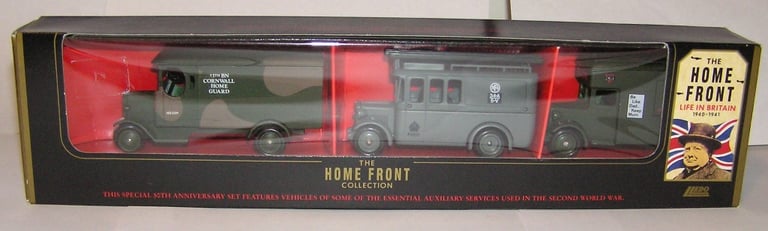 13TH BN
CORNWALL
HOME
GUARD
Be
Like
Dad
Keep
Mum
THE
HOME FRONT
COLLECTION
THIS SPECIAL 50TH ANNIVERSARY SET FEATURES VEHICLES OF SOME OF THE ESSENTIAL AUXILIARY SERVICES USED IN THE SECOND WORLD WAR.
THE
HOME
FRONT
LIFE IN BRITAIN
1940-1941
LLEDO